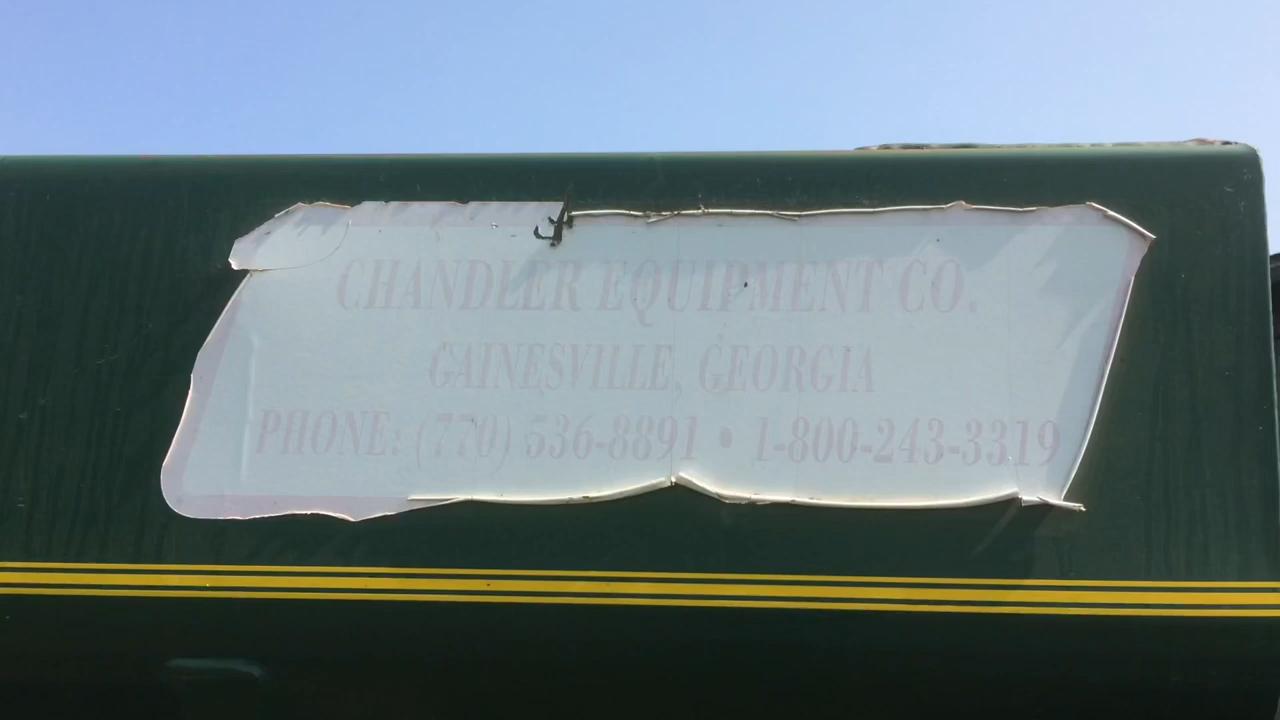 CHANDLER EQUIPMENT CO.
GAINESVILLE, GEORGIA
PHONE: (770) 536-8891 • 1-800-243-3319